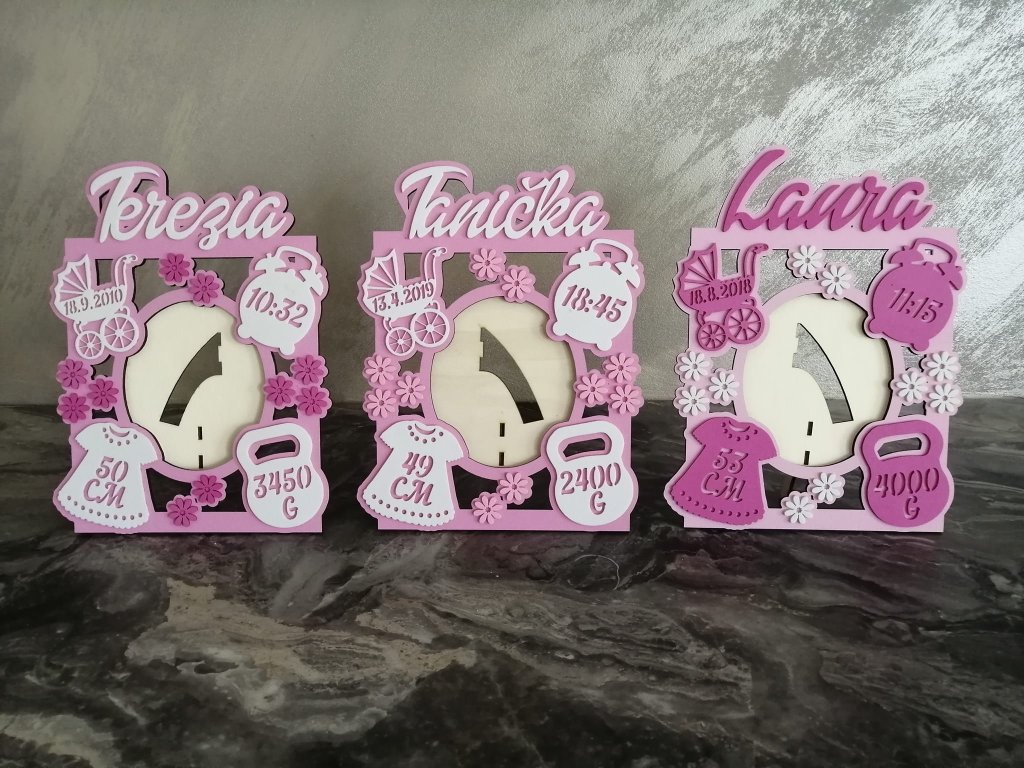 Terezia
18.9.2010
10:32
50
CM
3450
G
Tanička
13.4.2019
18:45
49
CM
2400
G
Laura
18.8.2018
11:15
53
CM
4000
G